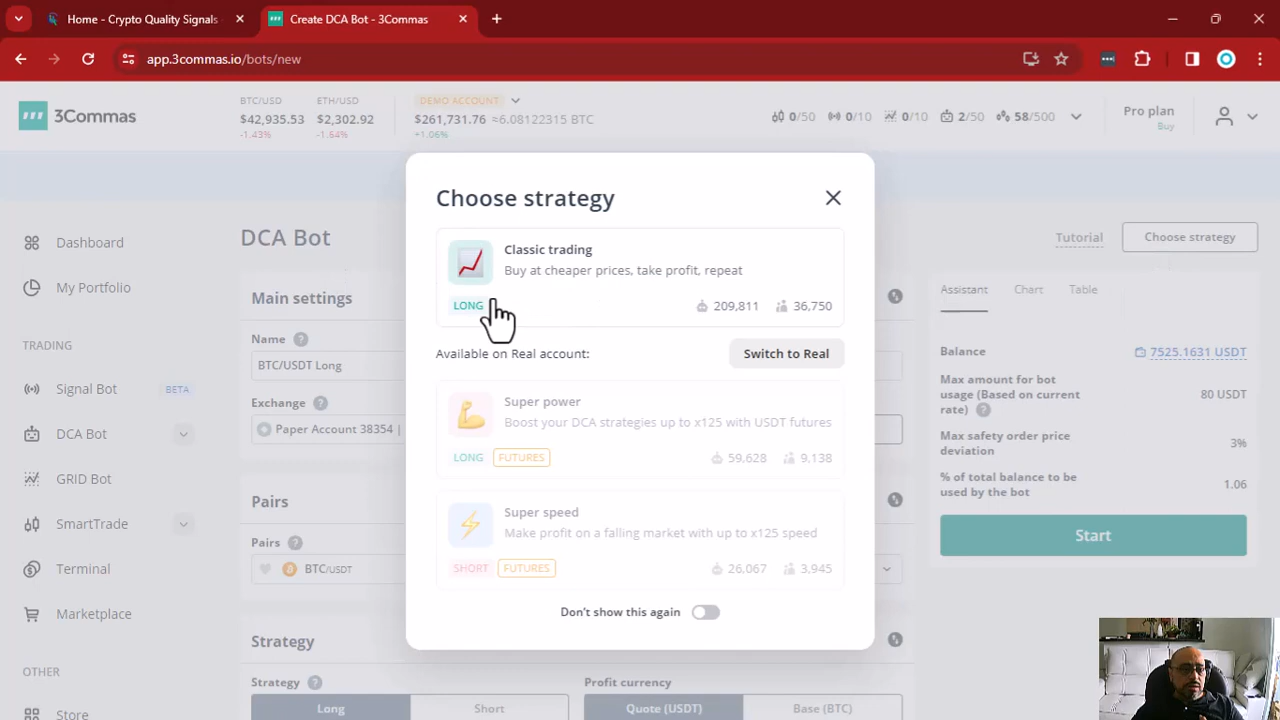 Home - Crypto Quality Signals
Create DCA Bot - 3Commas
app.3commas.io/bots/new
3Commas
BTC/USD
$42,935.53
-1.43%
ETH/USD
$2,302.92
-1.64%
DEMO ACCOUNT
$261,731.76 ≈6.08122315 BTC
+1.06%
0/50
0/10
0/10
2/50
58/500
Pro plan
Buy
Dashboard
My Portfolio
TRADING
Signal Bot BETA
DCA Bot
GRID Bot
SmartTrade
Terminal
Marketplace
OTHER
Store
DCA Bot
Tutorial
Choose strategy
Main settings
Name ?
BTC/USDT Long
Exchange ?
Paper Account 38354 |
Pairs
Pairs ?
BTC/USDT
Strategy
Strategy ?
Long
Short
Profit currency
Quote (USDT)
Base (BTC)
Choose strategy
Classic trading
Buy at cheaper prices, take profit, repeat
LONG
209,811
36,750
Available on Real account:
Switch to Real
Super power
Boost your DCA strategies up to x125 with USDT futures
LONG
FUTURES
59,628
9,138
Super speed
Make profit on a falling market with up to x125 speed
SHORT
FUTURES
26,067
3,945
Don't show this again
Assistant
Chart
Table
Balance
7525.1631 USDT
Max amount for bot
usage (Based on current
rate) ?
80 USDT
Max safety order price
deviation
3%
% of total balance to be
used by the bot
1.06
Start